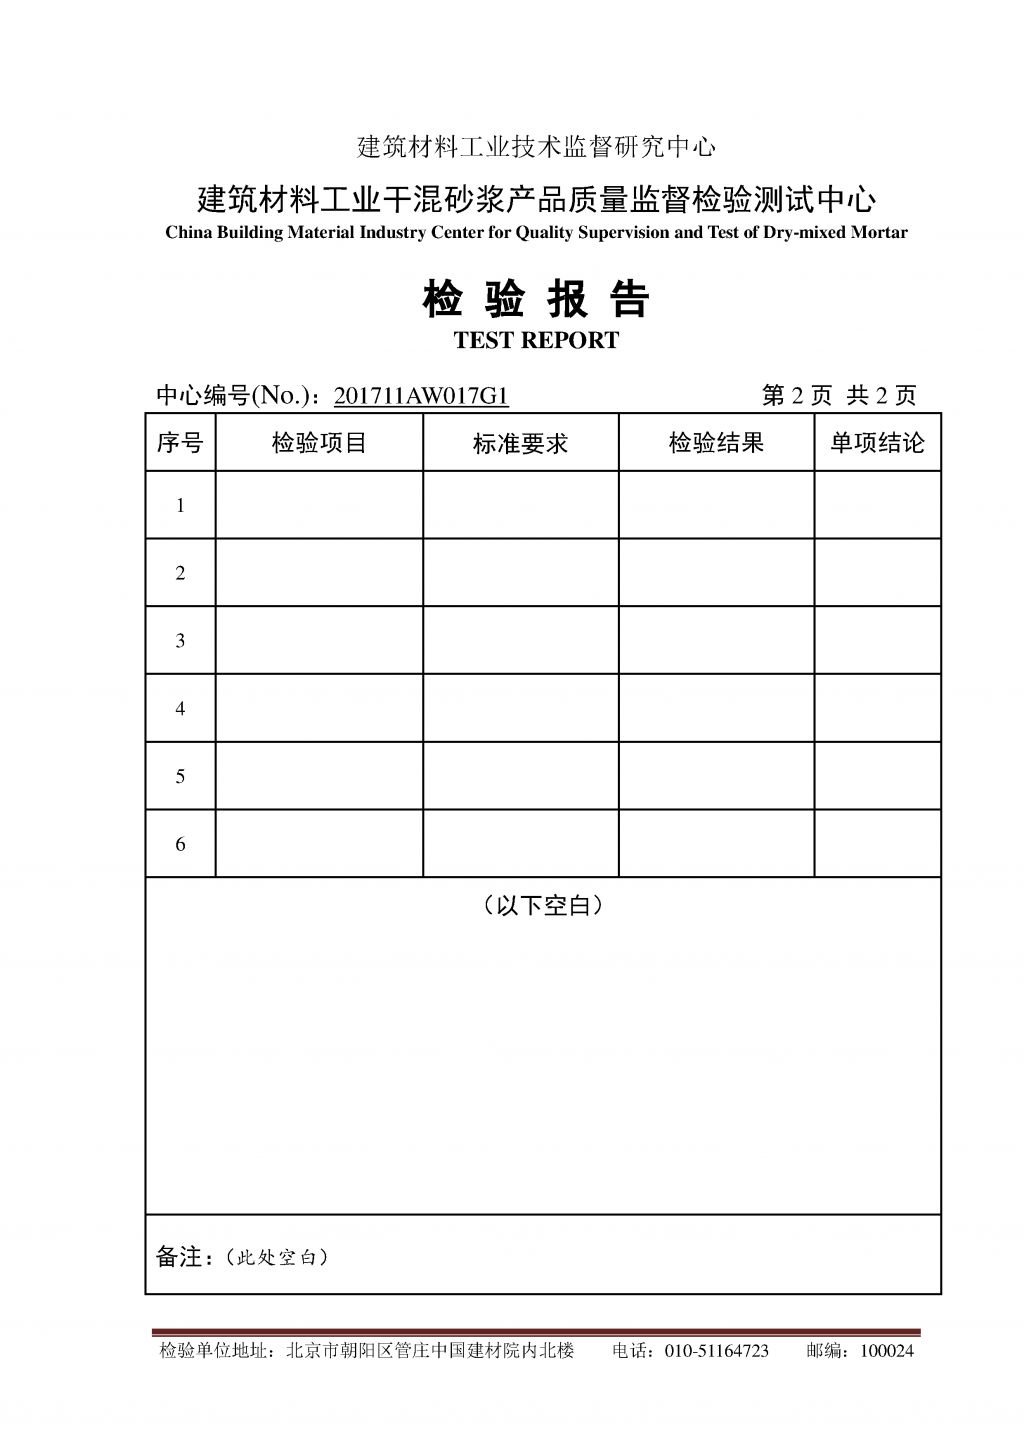 建筑材料工业技术监督研究中心
建筑材料工业干混砂浆产品质量监督检验测试中心
China Building Material Industry Center for Quality Supervision and Test of Dry-mixed Mortar
检 验 报 告
TEST REPORT
中心编号(No.)：201711AW017G1 第 2 页 共 2 页
序号 检验项目 标准要求 检验结果 单项结论
1
2
3
4
5
6
（以下空白）
备注：（此处空白）
检验单位地址：北京市朝阳区管庄中国建材院内北楼 电话：010-51164723 邮编：100024